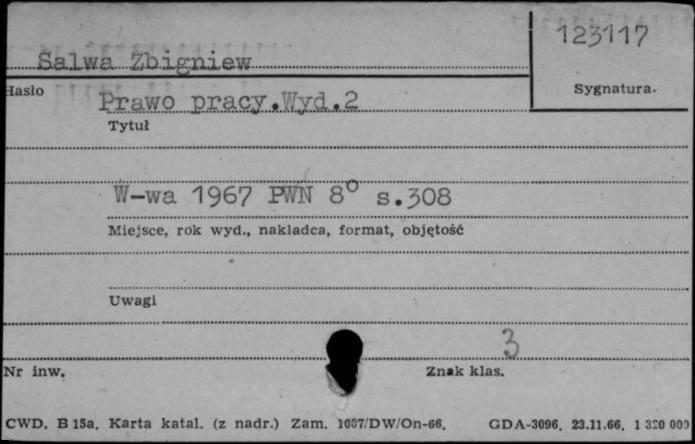 123117
Salwa Zbigniew
Hasło
Sygnatura.
Prawo pracy.Wyd.2
Tytuł
W-wa 1967 PWN 8° s.308
Miejsce, rok wyd., nakładca, format, objętość
Uwagi
3
Nr inw.
Znak klas.
CWD. B 15a. Karta katal. (z nadr.) Zam. 1067/DW/On-66. GDA-3096. 23.11.66. 1 320 000